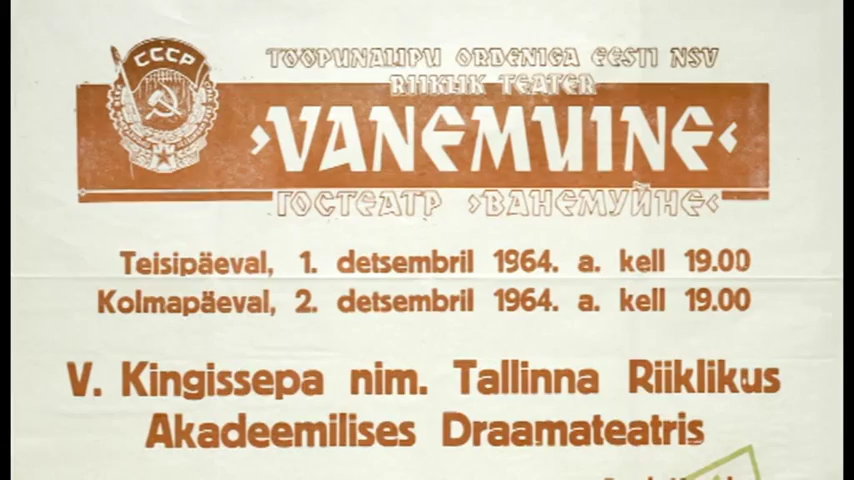 СССР
TÖÖPUNALIPU ORDENIGA EESTI NSV
RIIKLIK TEATER
›VANEMUINE‹
ГОСТЕАТР ›ВАНЕМУЙНЕ‹
Teisipäeval, 1. detsembril 1964. a. kell 19.00
Kolmapäeval, 2. detsembril 1964. a. kell 19.00
V. Kingissepa nim. Tallinna Riiklikus
Akadeemilises Draamateatris